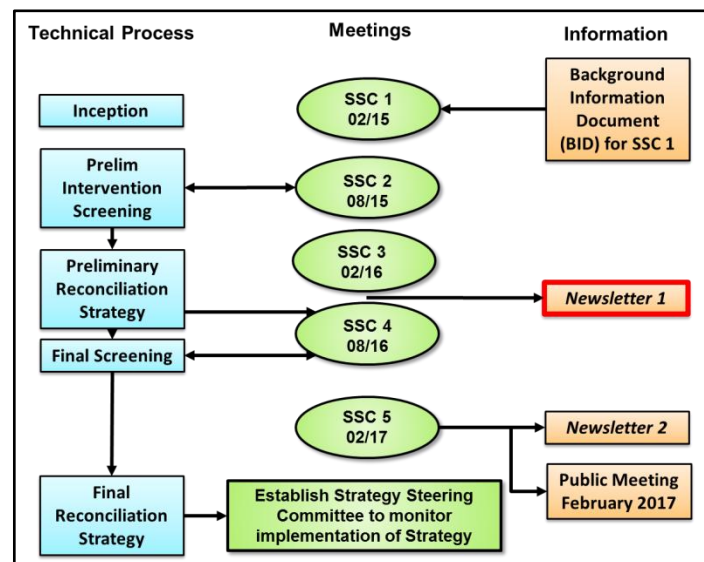 Technical Process
Meetings
Information
Inception
SSC 1
02/15
Background
Information
Document
(BID) for SSC 1
Prelim
Intervention
Screening
SSC 2
08/15
Preliminary
Reconciliation
Strategy
SSC 3
02/16
Newsletter 1
SSC 4
08/16
Final Screening
SSC 5
02/17
Newsletter 2
Public Meeting
February 2017
Final
Reconciliation
Strategy
Establish Strategy Steering
Committee to monitor
implementation of Strategy